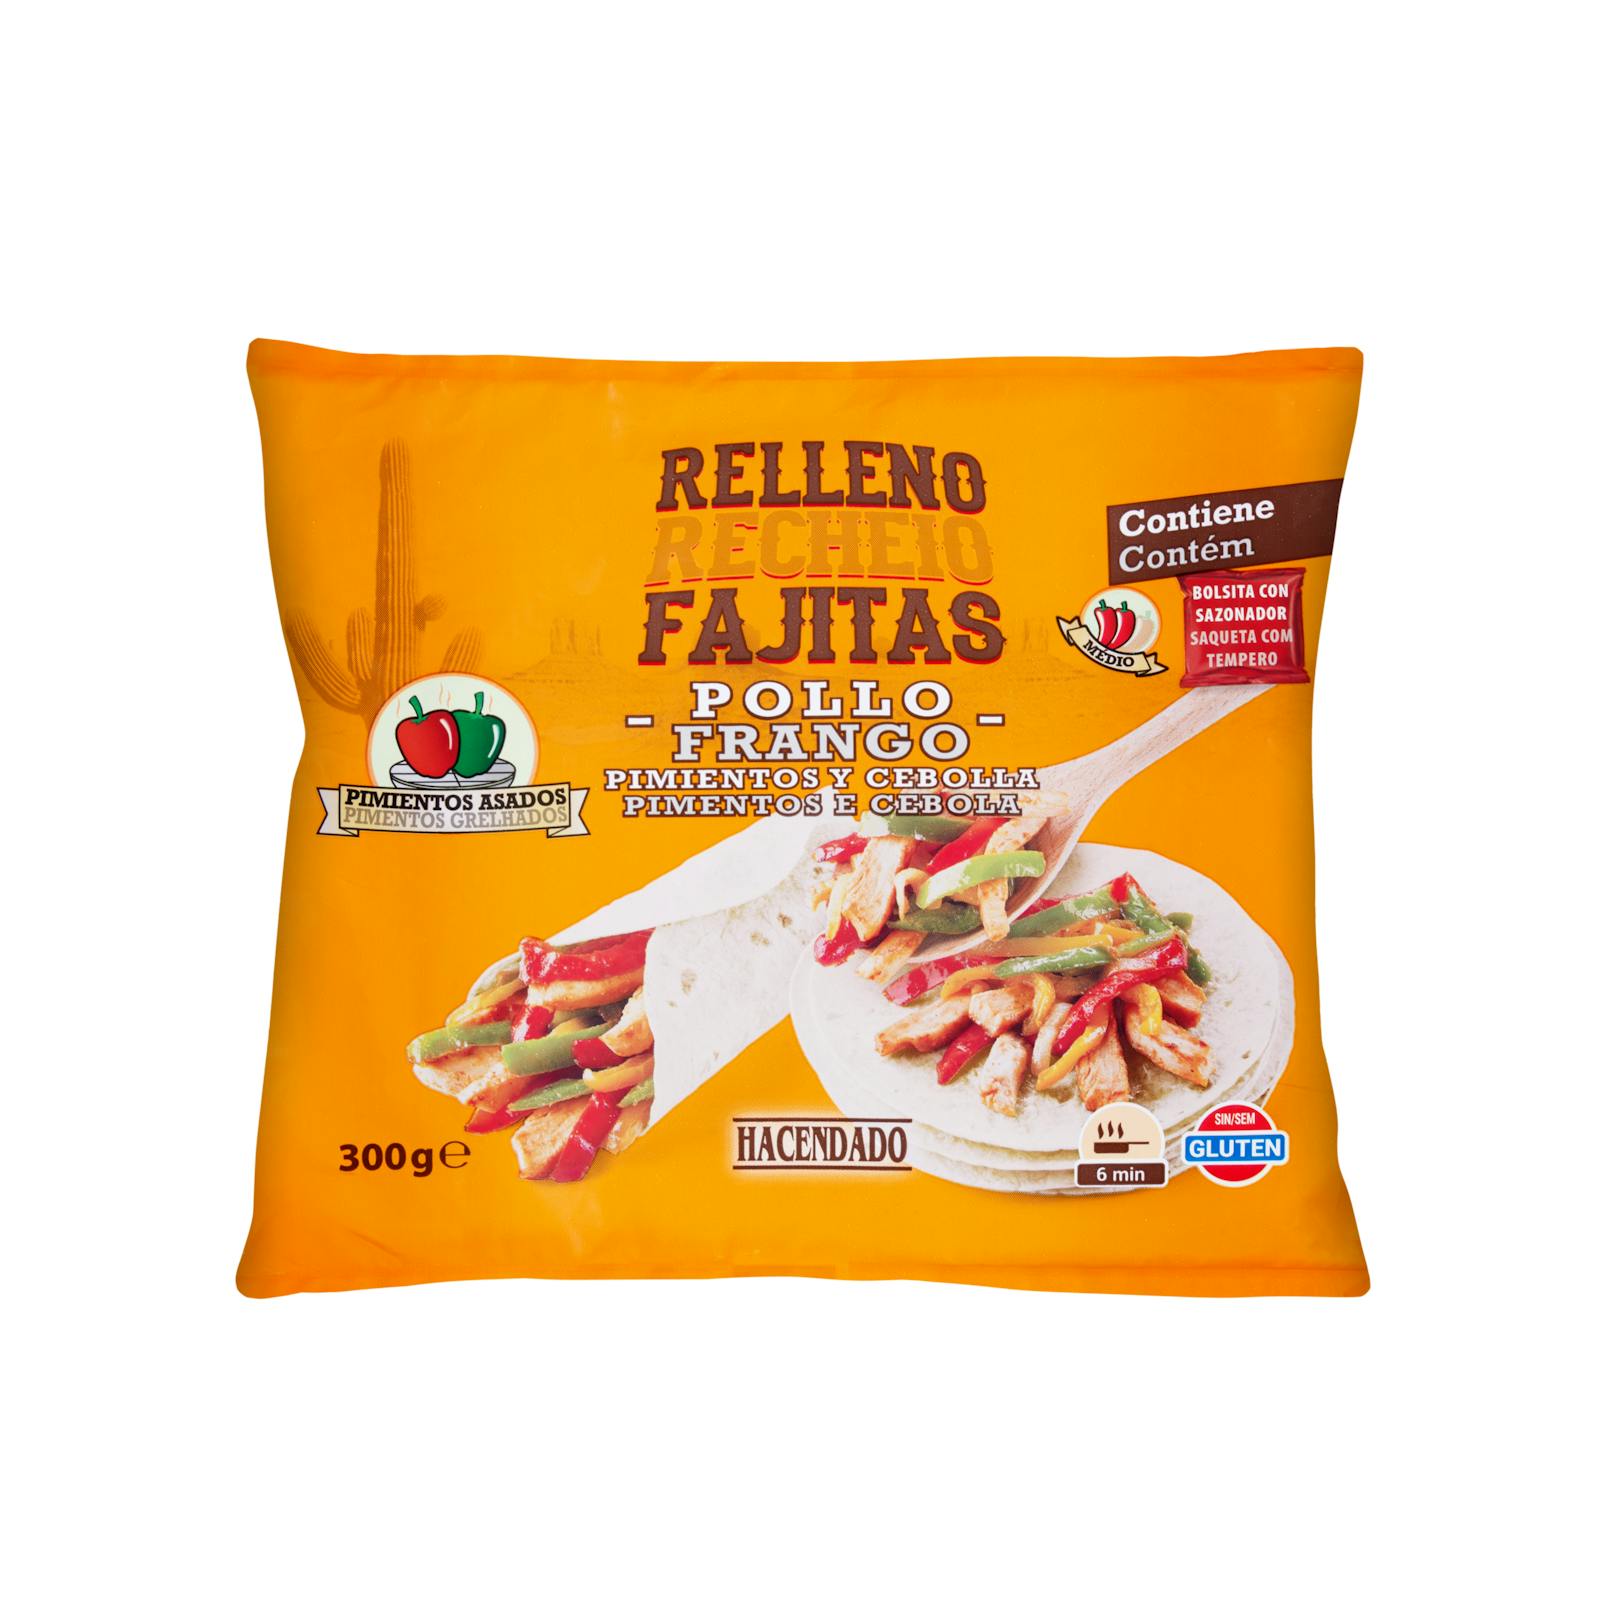 RELLENO
RECHEIO
FAJITAS
- POLLO -
FRANGO
PIMIENTOS Y CEBOLLA
PIMENTOS E CEBOLA
Contiene
Contém
BOLSITA CON
SAZONADOR
SAQUETA COM
TEMPERO
MEDIO
PIMIENTOS ASADOS
PIMENTOS GRELHADOS
300g℮
HACENDADO
6 min
SIN/SEM
GLUTEN